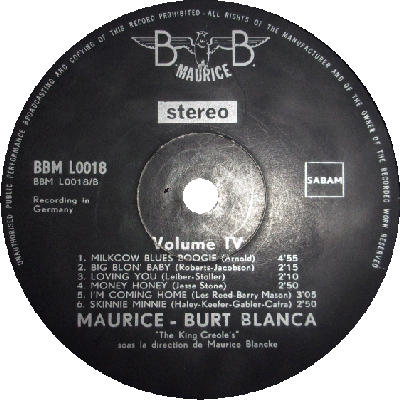 UNAUTHORISED PUBLIC PERFORMANCE BROADCASTING AND COPYING OF THIS RECORD PROHIBITED - ALL RIGHTS OF THE MANUFACTURER AND OF THE OWNER OF THE RECORDED WORK RESERVED
B B.
MAURICE
stereo
BBM L0018
BBM L0018/B
SABAM
Recording in
Germany
Volume IV
1. MILKCOW BLUES BOOGIE (Arnold) 4'55
2. BIG BLON' BABY (Roberts-Jacobson) 2'15
3. LOVING YOU (Leiber-Stoller) 2'10
4. MONEY HONEY (Jesse Stone) 2'50
5. I'M COMING HOME (Les Reed-Barry Mason) 3'05
6. SKINNIE MINNIE (Haley-Keefer-Gabler-Cafra) 2'50
MAURICE - BURT BLANCA
"The King Creole's"
sous la direction de Maurice Blancke